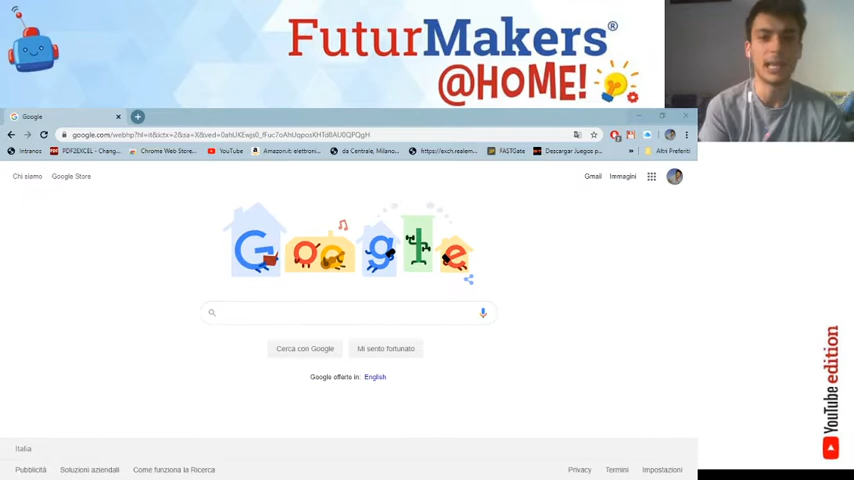 FuturMakers®
@HOME!
Google
google.com/webhp?hl=it&ictx=2&sa=X&ved=
Intranos
PDF2EXCEL - Chang...
Chrome Web Store...
YouTube
Amazon.it: elettroni...
da Centrale, Milano...
https://exch.realem...
FASTGate
Descargar Juegos p...
»
Altri Preferiti
Chi siamo
Google Store
Gmail
Immagini
Google
Cerca con Google
Mi sento fortunato
Google offerto in: English
Italia
Pubblicità
Soluzioni aziendali
Come funziona la Ricerca
Privacy
Termini
Impostazioni
YouTube edition